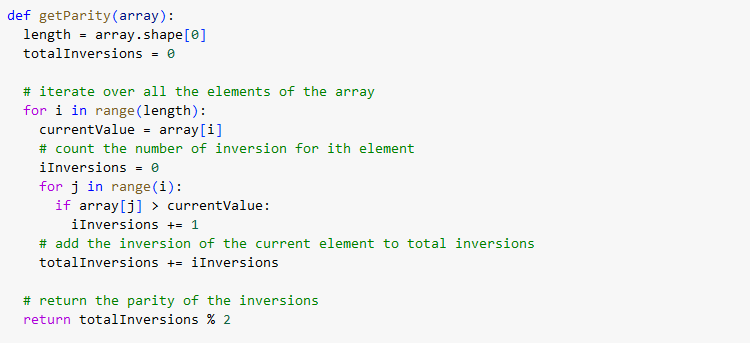 def getParity(array):
  length = array.shape[0]
  totalInversions = 0

  # iterate over all the elements of the array
  for i in range(length):
    currentValue = array[i]
    # count the number of inversion for ith element
    iInversions = 0
    for j in range(i):
      if array[j] > currentValue:
        iInversions += 1
    # add the inversion of the current element to total inversions
    totalInversions += iInversions

  # return the parity of the inversions
  return totalInversions % 2